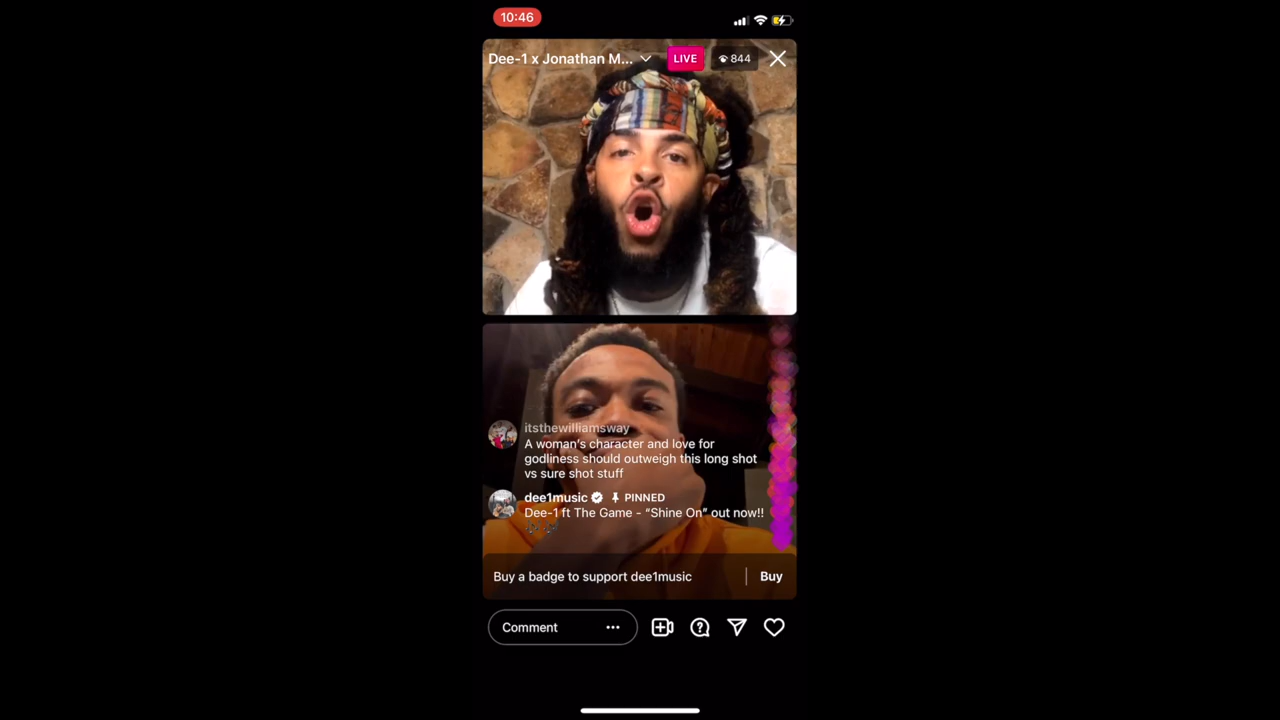 10:46
Dee-1 x Jonathan M...
LIVE
844
itsthewilliamsway
A woman's character and love for
godliness should outweigh this long shot
vs sure shot stuff
dee1music PINNED
Dee-1 ft The Game - “Shine On” out now!!
Buy a badge to support dee1music
Buy
Comment